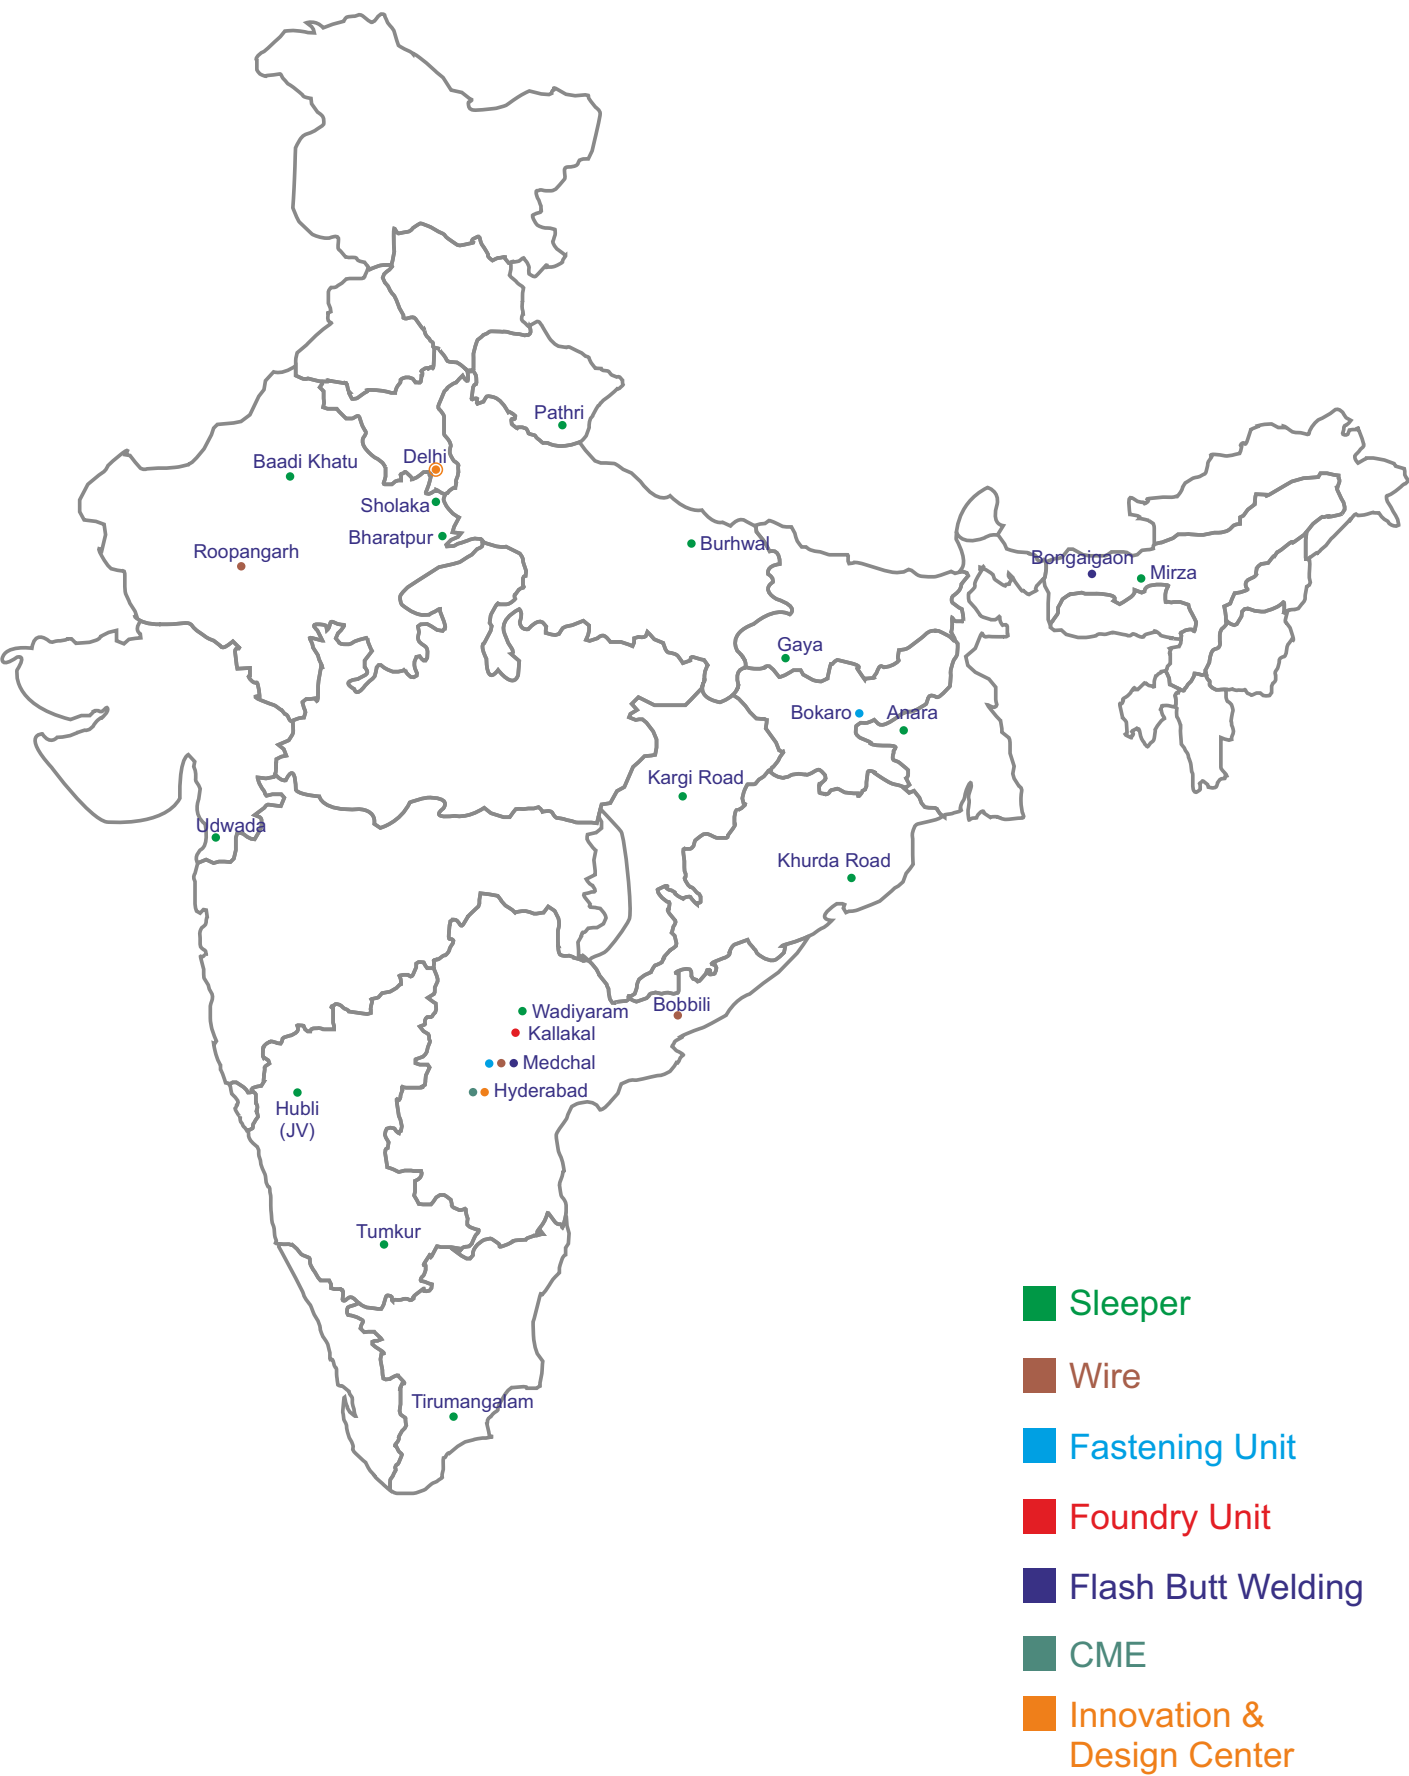 Pathri
Delhi
Baadi Khatu
Sholaka
Bharatpur
Burhwal
Roopangarh
Bongaigaon
Mirza
Gaya
Bokaro
Anara
Kargi Road
Udwada
Khurda Road
Wadiyaram
Bobbili
Kallakal
Medchal
Hyderabad
Hubli
(JV)
Tumkur
Tirumangalam
Sleeper
Wire
Fastening Unit
Foundry Unit
Flash Butt Welding
CME
Innovation &
Design Center